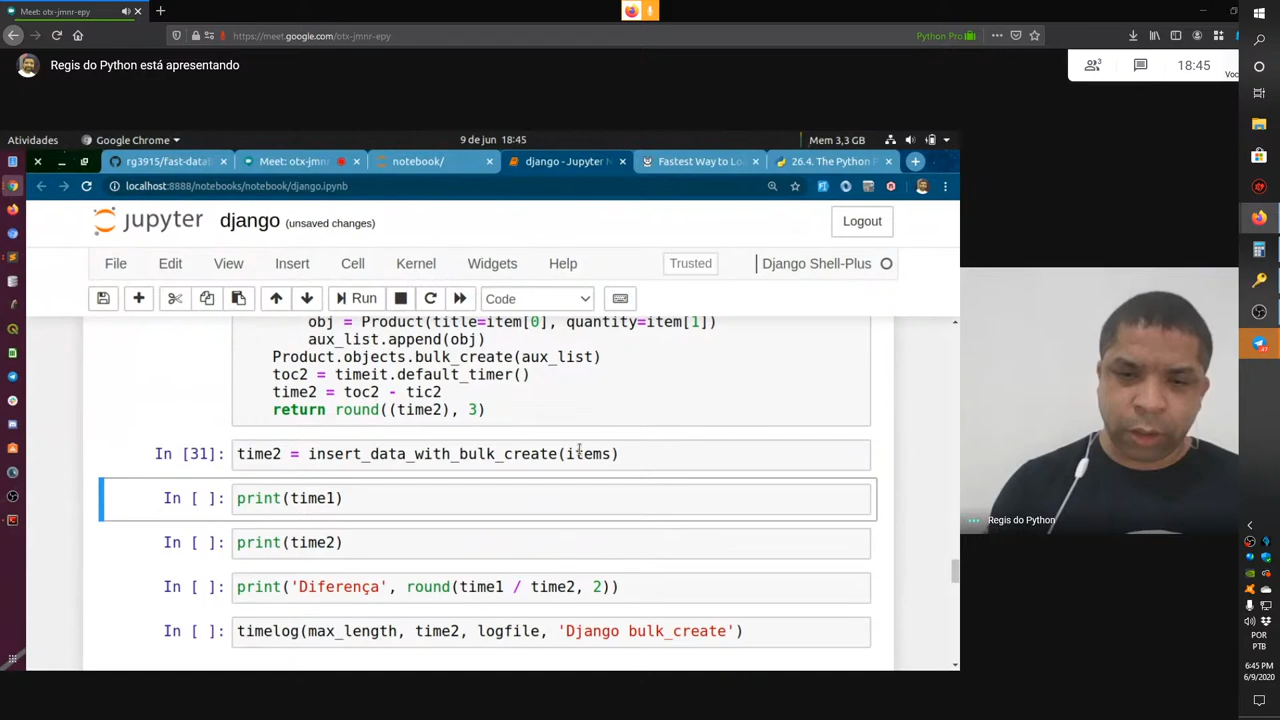 Meet: otx-jmnr-epy
https://meet.google.com/otx-jmnr-epy
Python Pro
Regis do Python está apresentando
3
18:45
Voc
Atividades
Google Chrome
9 de jun 18:45
Mem 3,3 GB
rg3915/fast-datab
Meet: otx-jmnr
notebook/
django - Jupyter N
Fastest Way to Lo
26.4. The Python P
localhost:8888/notebooks/notebook/django.ipynb
jupyter django (unsaved changes)
Logout
File Edit View Insert Cell Kernel Widgets Help
Trusted
Django Shell-Plus
Run
Code
obj = Product(title=item[0], quantity=item[1])
aux_list.append(obj)
Product.objects.bulk_create(aux_list)
toc2 = timeit.default_timer()
time2 = toc2 - tic2
return round((time2), 3)
In [31]: time2 = insert_data_with_bulk_create(items)
In [ ]: print(time1)
In [ ]: print(time2)
In [ ]: print('Diferença', round(time1 / time2, 2))
In [ ]: timelog(max_length, time2, logfile, 'Django bulk_create')
Regis do Python
POR
PTB
6:45 PM
6/9/2020